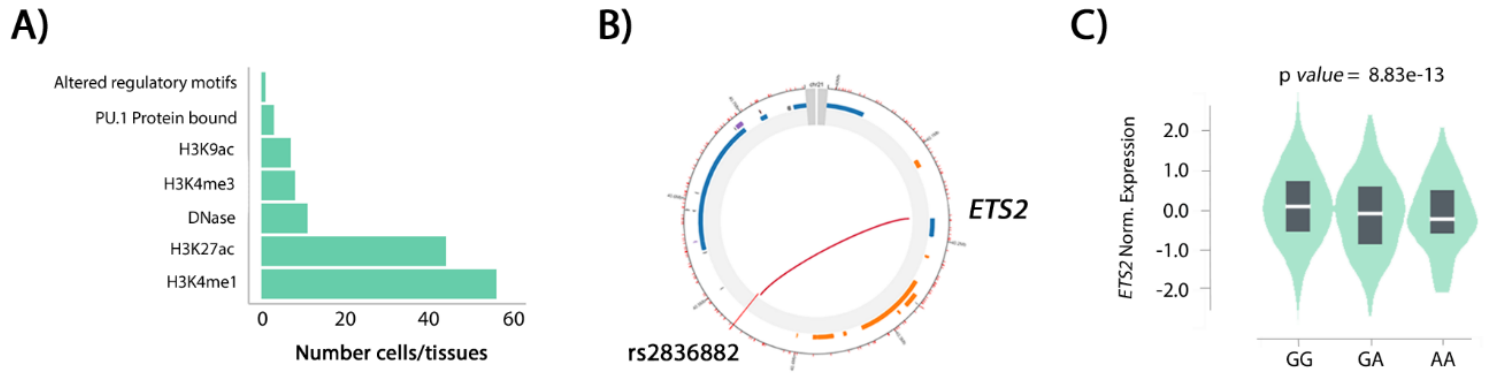 A)
Altered regulatory motifs
PU.1 Protein bound
H3K9ac
H3K4me3
DNase
H3K27ac
H3K4me1
0 20 40 60
Number cells/tissues
B)
ETS2
rs2836882
C)
p value = 8.83e-13
ETS2 Norm. Expression
2.0
1.0
0.0
-1.0
-2.0
GG GA AA